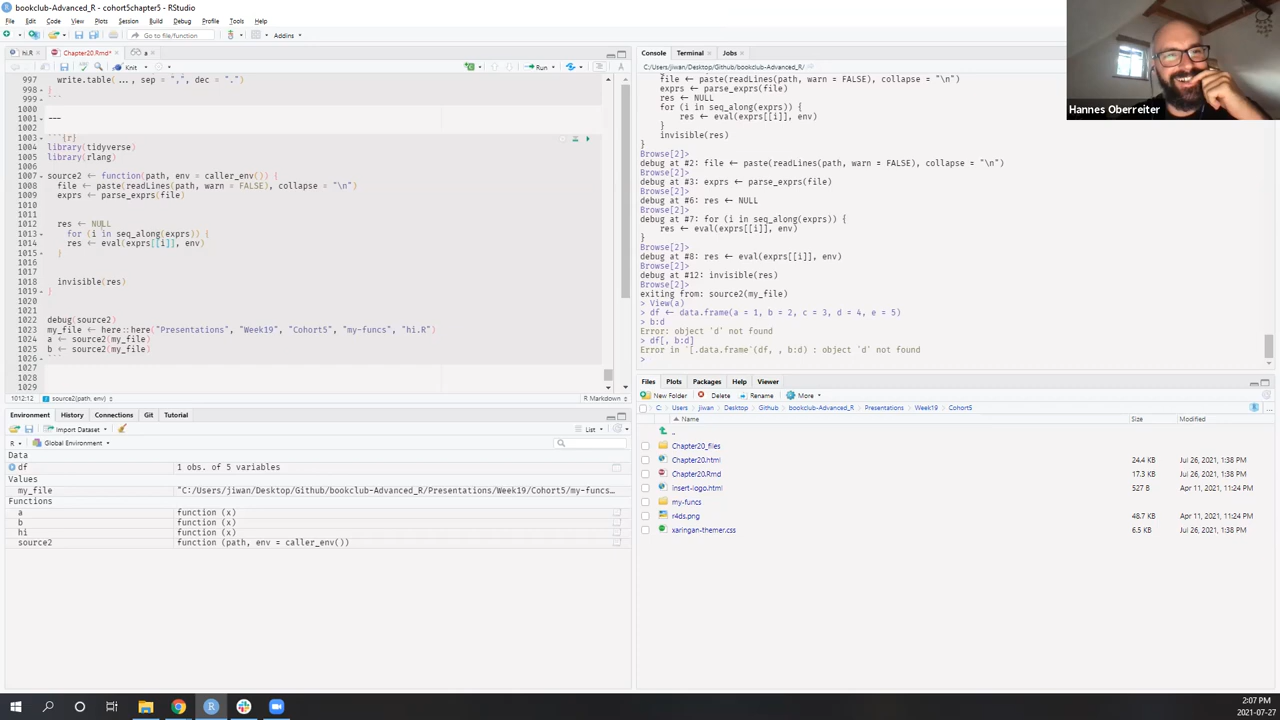 bookclub-Advanced_R - cohort5chapter5 - RStudio
File Edit Code View Plots Session Build Debug Profile Tools Help
Go to file/function Addins
hi.R Chapter20.Rmd* a
Knit Run
997 write.table(..., sep = ",", dec = ".")
998 }
999 ```
1000
1001 ---
1002
1003 ```{r}
1004 library(tidyverse)
1005 library(rlang)
1006
1007 source2 <- function(path, env = caller_env()) {
1008 file <- paste(readLines(path, warn = FALSE), collapse = "\n")
1009 exprs <- parse_exprs(file)
1010
1011
1012 res <- NULL
1013 for (i in seq_along(exprs)) {
1014 res <- eval(exprs[[i]], env)
1015 }
1016
1017
1018 invisible(res)
1019 }
1020
1021
1022 debug(source2)
1023 my_file <- here::here("Presentations", "Week19", "Cohort5", "my-funcs", "hi.R")
1024 a <- source2(my_file)
1025 b <- source2(my_file)
1026 ```
1027
1028
1029
1012:12 source2(path, env) R Markdown
Environment History Connections Git Tutorial
Import Dataset List
R Global Environment
Data
df 1 obs. of 5 variables
Values
my_file "C:/Users/jiwan/Desktop/Github/bookclub-Advanced_R/Presentations/Week19/Cohort5/my-funcs…
Functions
a function (x)
b function (x)
hi function (x)
source2 function (path, env = caller_env())
Console Terminal Jobs
C:/Users/jiwan/Desktop/Github/bookclub-Advanced_R/
file <- paste(readLines(path, warn = FALSE), collapse = "\n")
exprs <- parse_exprs(file)
res <- NULL
for (i in seq_along(exprs)) {
res <- eval(exprs[[i]], env)
}
invisible(res)
}
Browse[2]>
debug at #2: file <- paste(readLines(path, warn = FALSE), collapse = "\n")
Browse[2]>
debug at #3: exprs <- parse_exprs(file)
Browse[2]>
debug at #6: res <- NULL
Browse[2]>
debug at #7: for (i in seq_along(exprs)) {
res <- eval(exprs[[i]], env)
}
Browse[2]>
debug at #8: res <- eval(exprs[[i]], env)
Browse[2]>
debug at #12: invisible(res)
Browse[2]>
exiting from: source2(my_file)
> View(a)
> df <- data.frame(a = 1, b = 2, c = 3, d = 4, e = 5)
> b:d
Error: object 'd' not found
> df[, b:d]
Error in `[.data.frame`(df, , b:d) : object 'd' not found
>
Files Plots Packages Help Viewer
New Folder Delete Rename More
C: Users jiwan Desktop Github bookclub-Advanced_R Presentations Week19 Cohort5
Name Size Modified
..
Chapter20_files
Chapter20.html 24.4 KB Jul 26, 2021, 1:38 PM
Chapter20.Rmd 17.3 KB Jul 26, 2021, 1:38 PM
insert-logo.html 527 B Apr 11, 2021, 11:24 PM
my-funcs
r4ds.png 48.7 KB Apr 11, 2021, 11:24 PM
xaringan-themer.css 6.5 KB Jul 26, 2021, 1:38 PM
Hannes Oberreiter
2:07 PM
2021-07-27